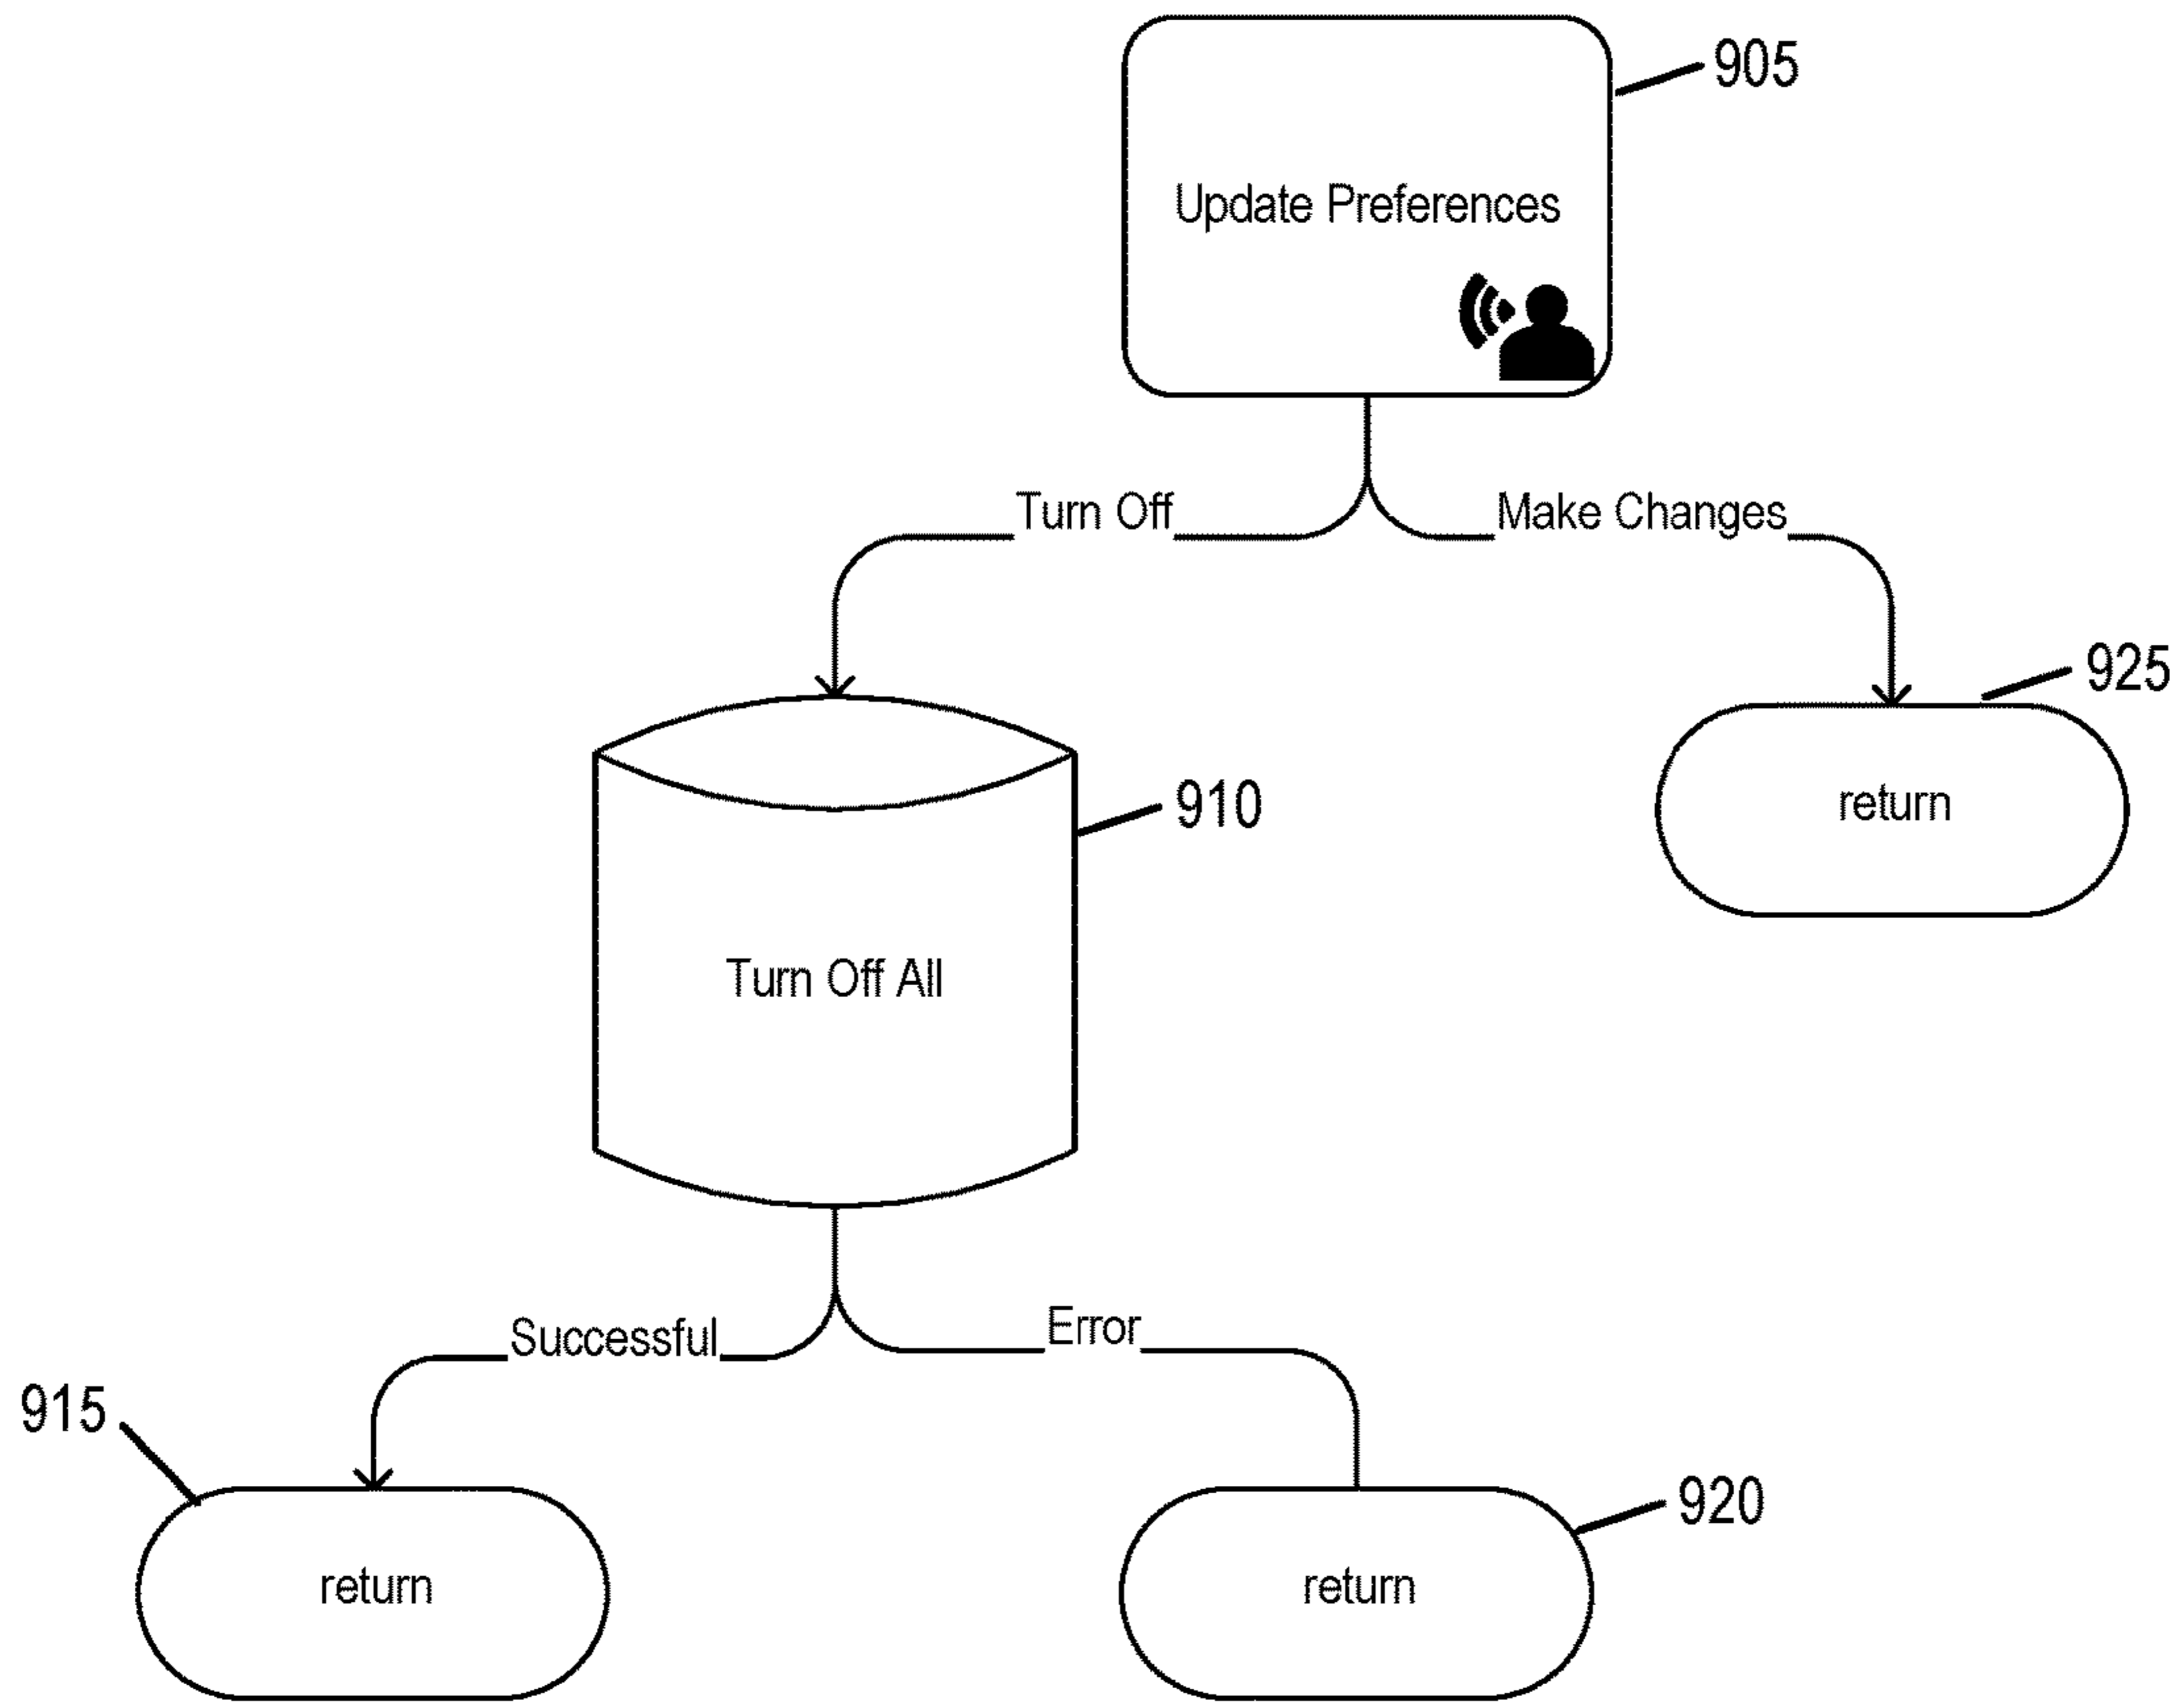 905
Update Preferences
Turn Off
Make Changes
925
910
return
Turn Off All
Successful
Error
915
920
return
return